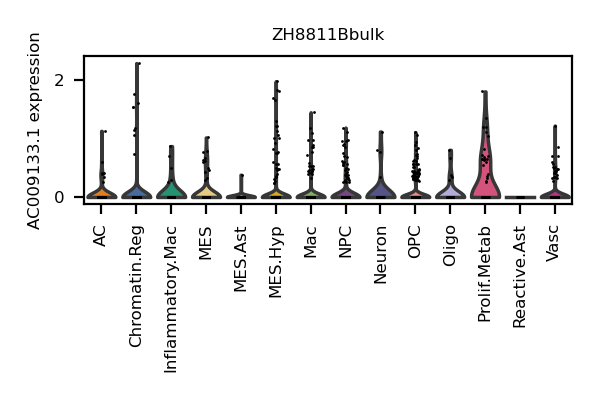 ZH8811Bbulk
AC009133.1 expression
2
0
AC
Chromatin.Reg
Inflammatory.Mac
MES
MES.Ast
MES.Hyp
Mac
NPC
Neuron
OPC
Oligo
Prolif.Metab
Reactive.Ast
Vasc